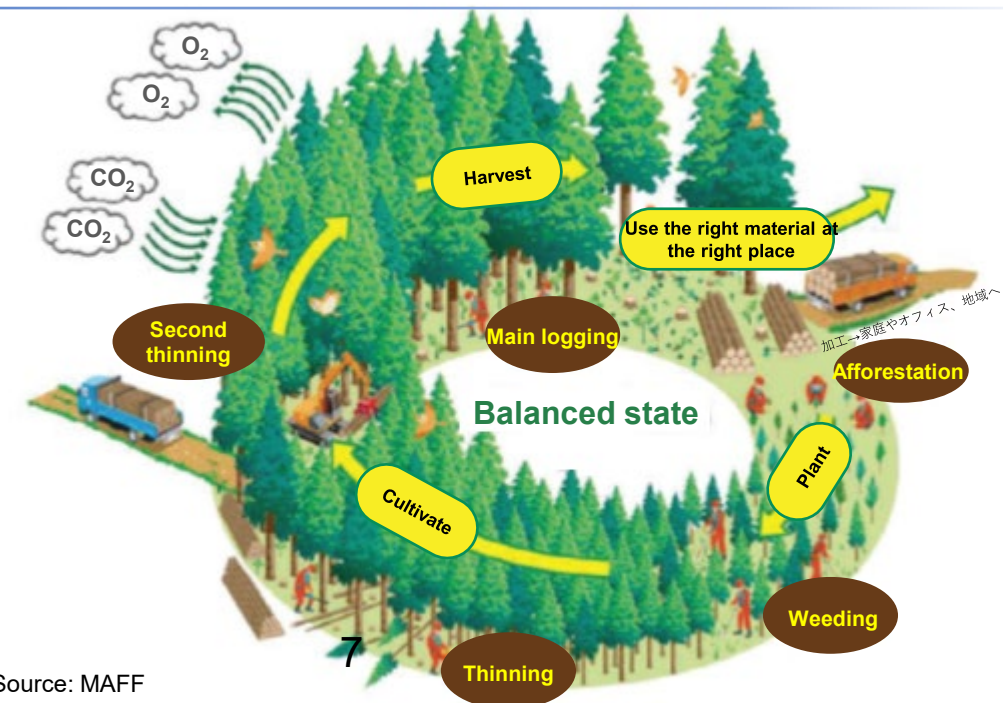 O2
O2
CO2
CO2
Harvest
Use the right material at
the right place
加工→家庭やオフィス、地域へ
Second
thinning
Main logging
Afforestation
Balanced state
Plant
Cultivate
Weeding
7
Thinning
Source: MAFF